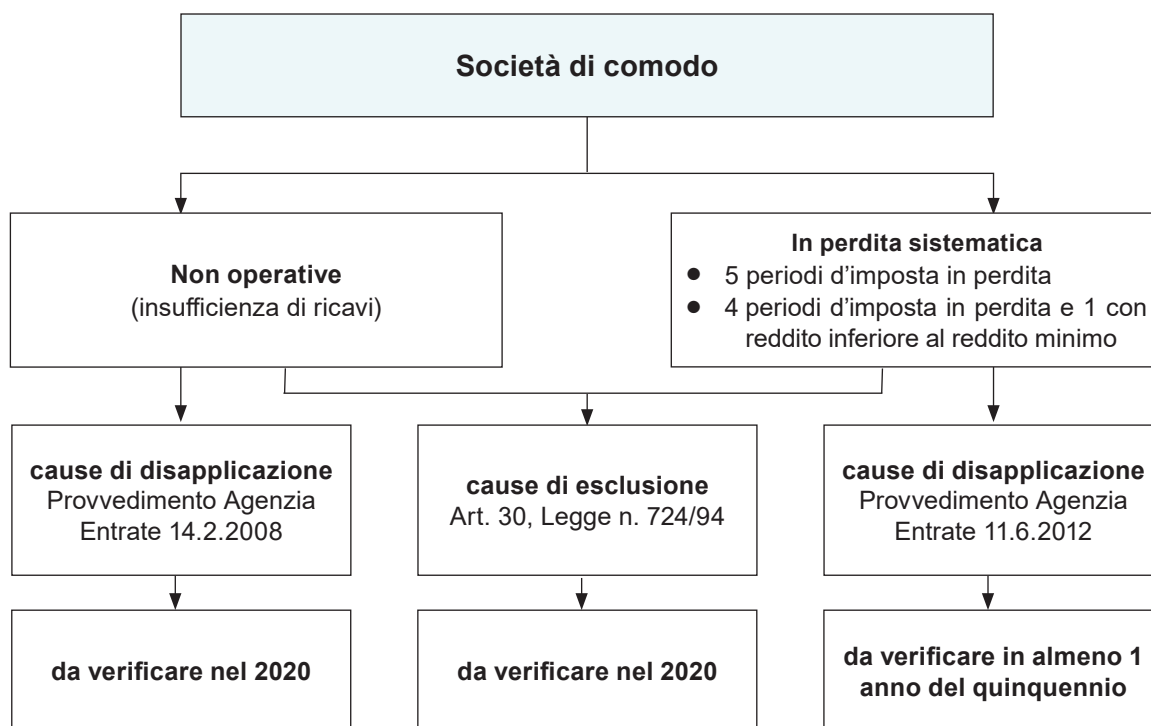 Società di comodo
Non operative
(insufficienza di ricavi)
In perdita sistematica
● 5 periodi d’imposta in perdita
● 4 periodi d’imposta in perdita e 1 con
reddito inferiore al reddito minimo
cause di disapplicazione
Provvedimento Agenzia
Entrate 14.2.2008
cause di esclusione
Art. 30, Legge n. 724/94
cause di disapplicazione
Provvedimento Agenzia
Entrate 11.6.2012
da verificare nel 2020
da verificare nel 2020
da verificare in almeno 1
anno del quinquennio